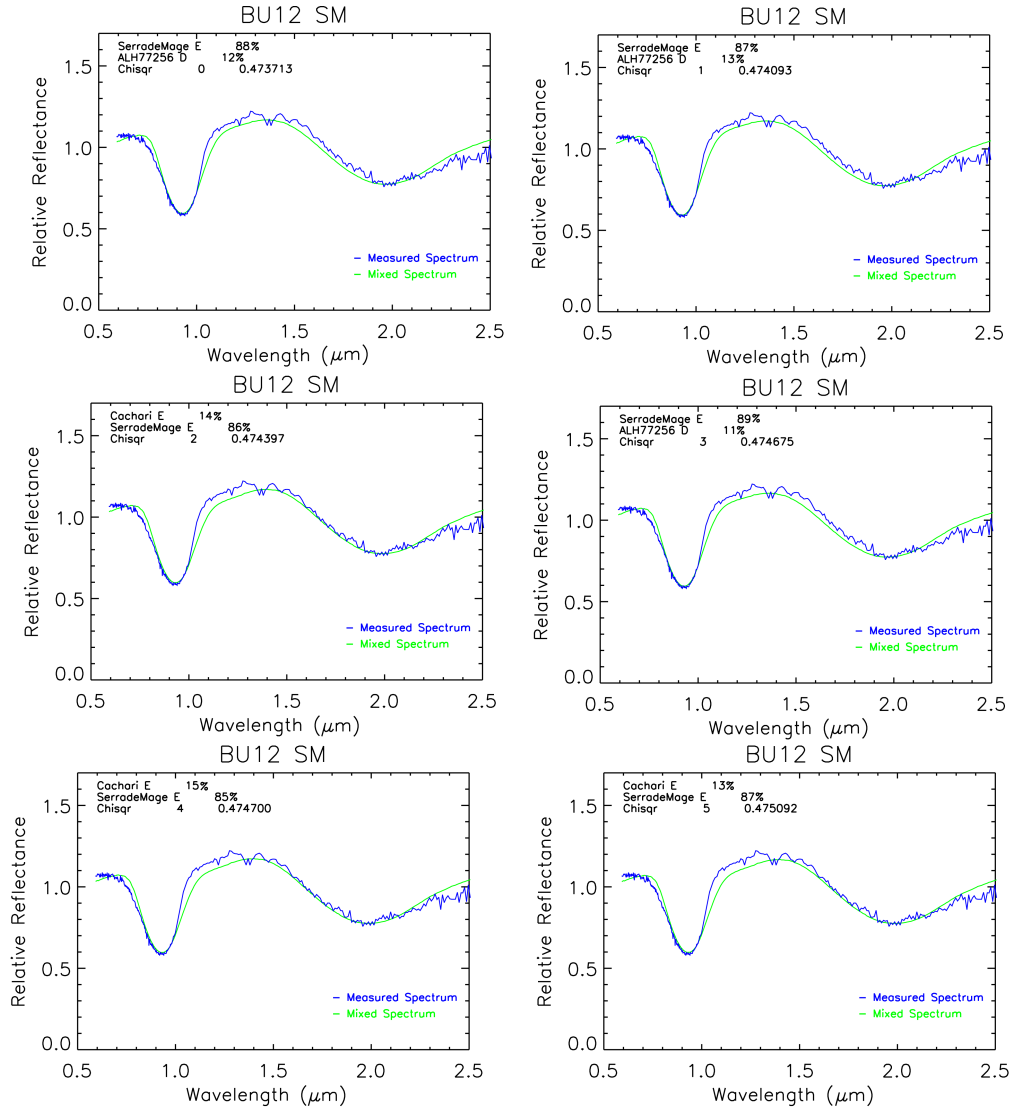 BU12 SM
SerradeMage E 88%
ALH77256 D 12%
Chisqr 0 0.473713
1.5
1.0
0.5
0.0
Relative Reflectance
– Measured Spectrum
– Mixed Spectrum
0.5 1.0 1.5 2.0 2.5
Wavelength (μm)
BU12 SM
SerradeMage E 87%
ALH77256 D 13%
Chisqr 1 0.474093
1.5
1.0
0.5
0.0
Relative Reflectance
– Measured Spectrum
– Mixed Spectrum
0.5 1.0 1.5 2.0 2.5
Wavelength (μm)
BU12 SM
Cachari E 14%
SerradeMage E 86%
Chisqr 2 0.474397
1.5
1.0
0.5
0.0
Relative Reflectance
– Measured Spectrum
– Mixed Spectrum
0.5 1.0 1.5 2.0 2.5
Wavelength (μm)
BU12 SM
SerradeMage E 89%
ALH77256 D 11%
Chisqr 3 0.474675
1.5
1.0
0.5
0.0
Relative Reflectance
– Measured Spectrum
– Mixed Spectrum
0.5 1.0 1.5 2.0 2.5
Wavelength (μm)
BU12 SM
Cachari E 15%
SerradeMage E 85%
Chisqr 4 0.474700
1.5
1.0
0.5
0.0
Relative Reflectance
– Measured Spectrum
– Mixed Spectrum
0.5 1.0 1.5 2.0 2.5
Wavelength (μm)
BU12 SM
Cachari E 13%
SerradeMage E 87%
Chisqr 5 0.475092
1.5
1.0
0.5
0.0
Relative Reflectance
– Measured Spectrum
– Mixed Spectrum
0.5 1.0 1.5 2.0 2.5
Wavelength (μm)